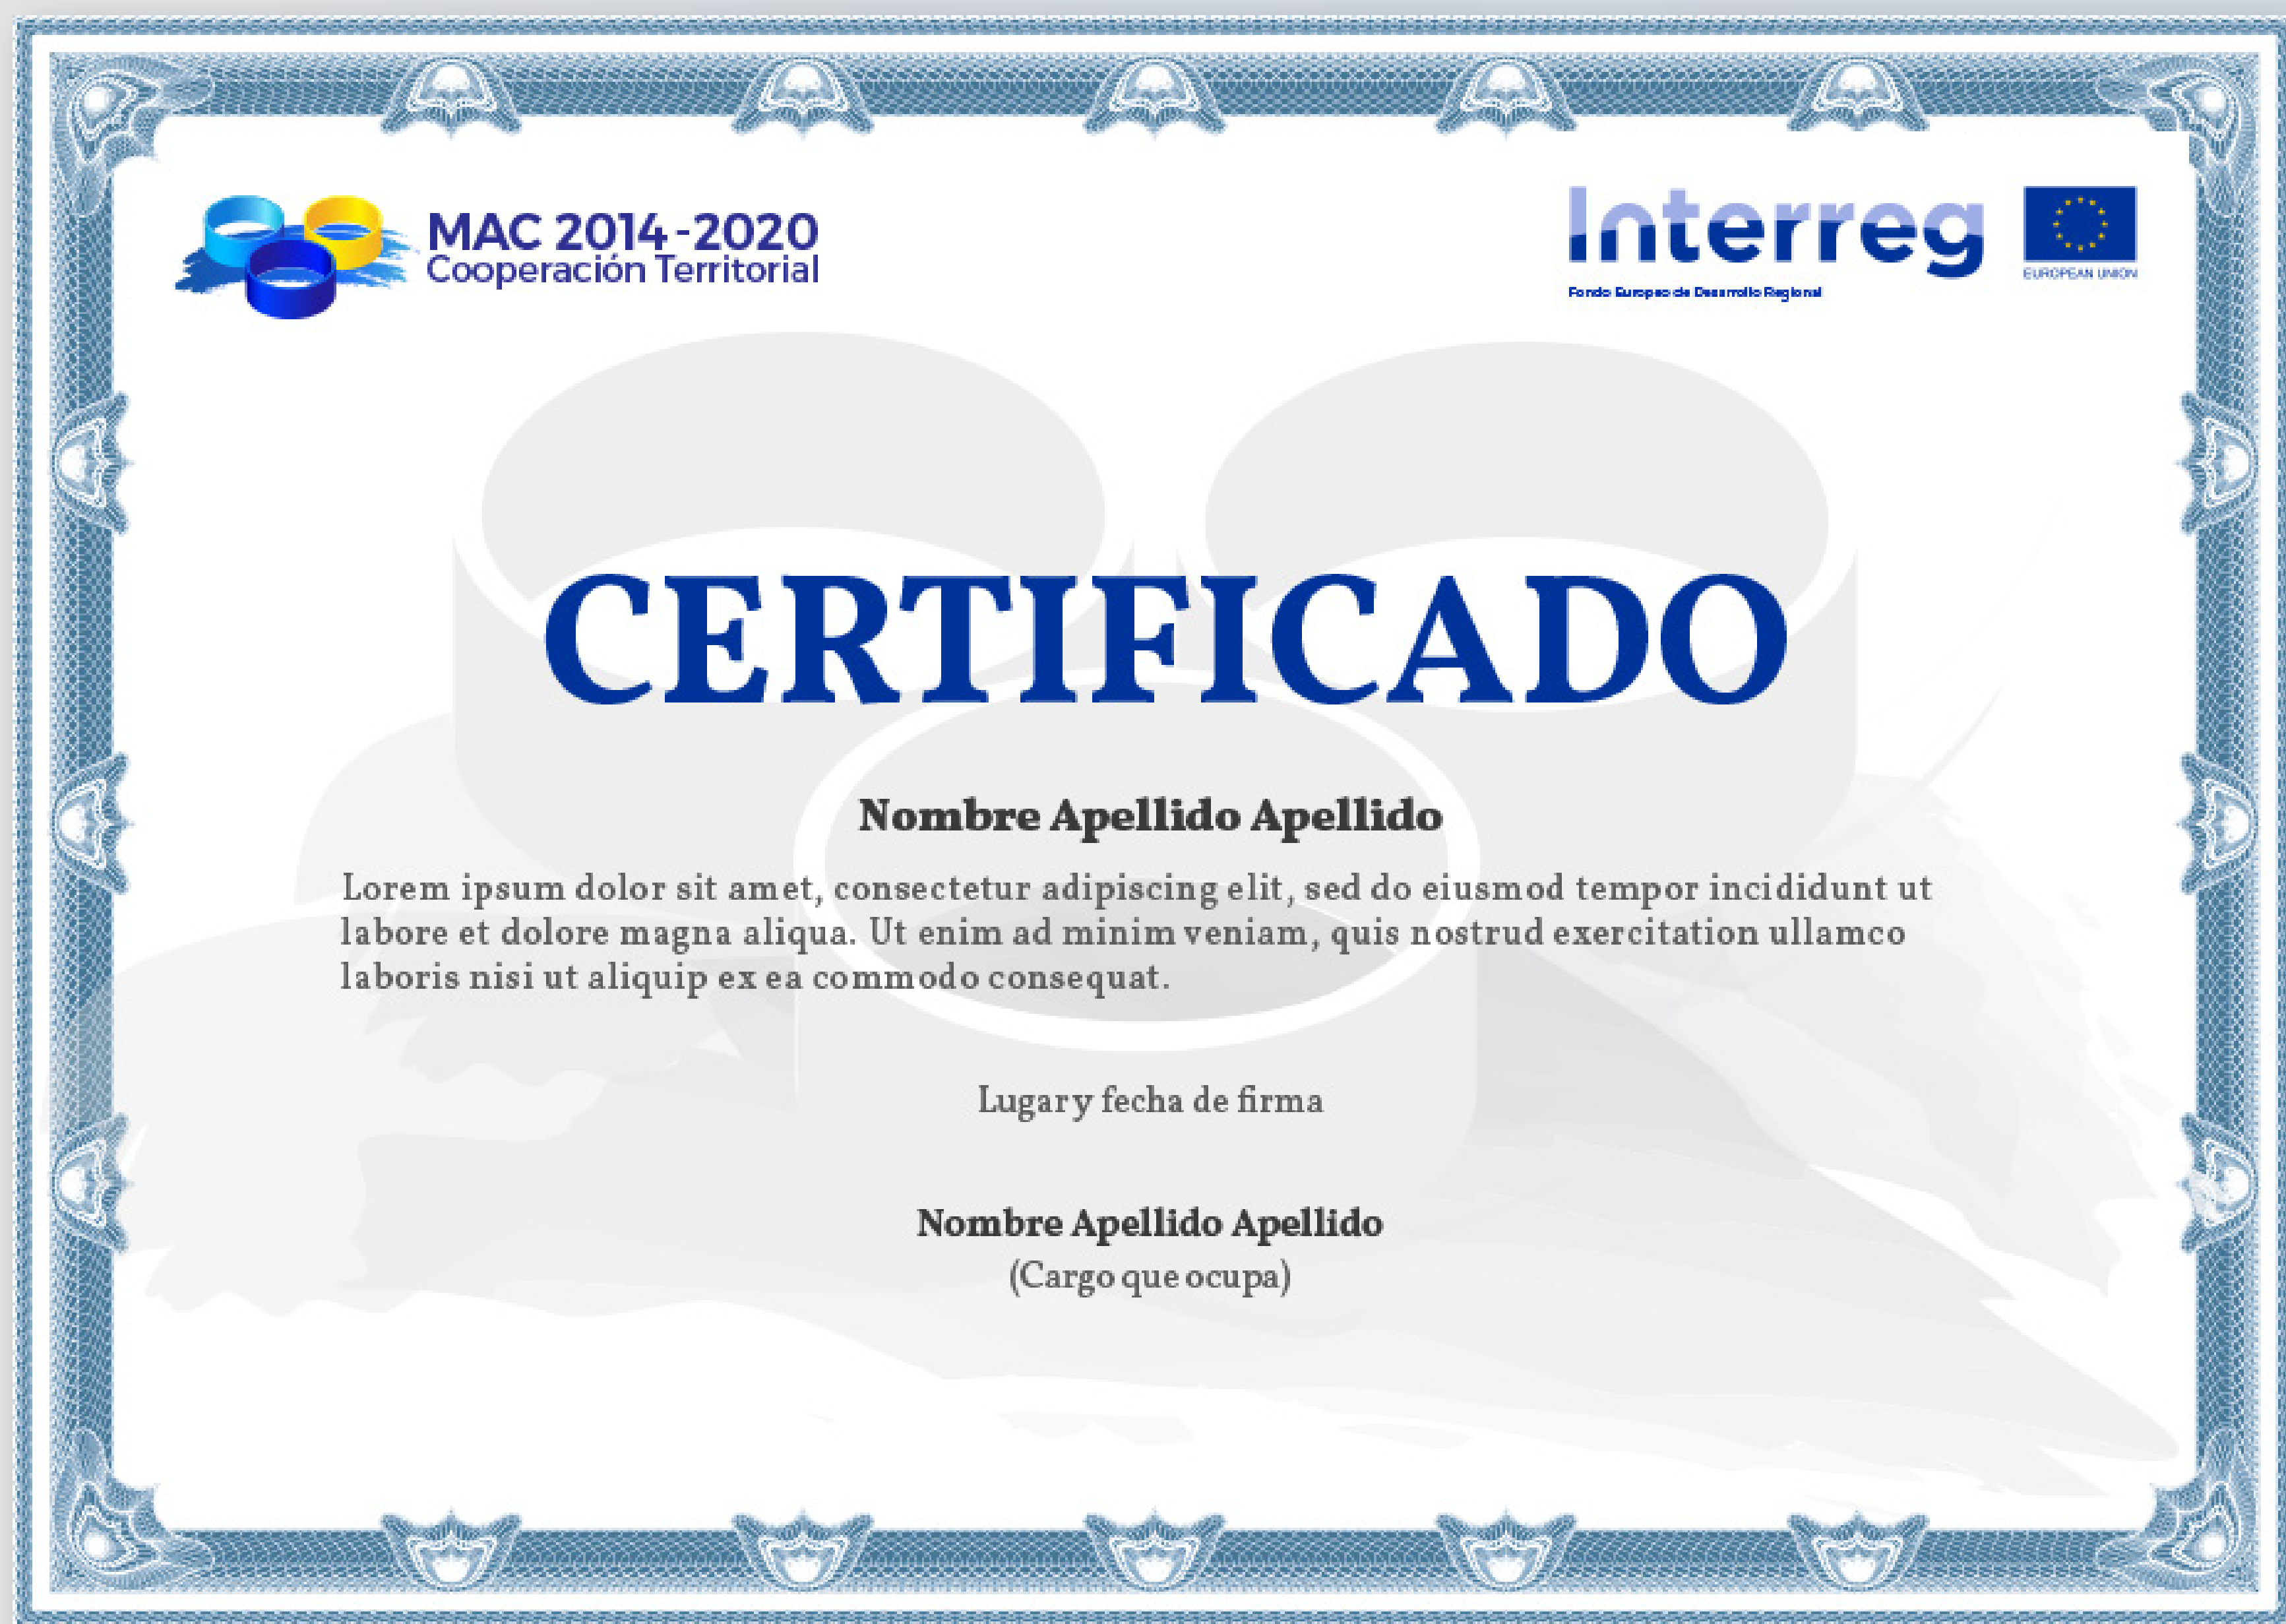 MAC 2014-2020
Cooperación Territorial
Interreg
EUROPEAN UNION
Fondo Europeo de Desarrollo Regional
CERTIFICADO
Nombre Apellido Apellido
Lorem ipsum dolor sit amet, consectetur adipiscing elit, sed do eiusmod tempor incididunt ut
labore et dolore magna aliqua. Ut enim ad minim veniam, quis nostrud exercitation ullamco
laboris nisi ut aliquip ex ea commodo consequat.
Lugar y fecha de firma
Nombre Apellido Apellido
(Cargo que ocupa)